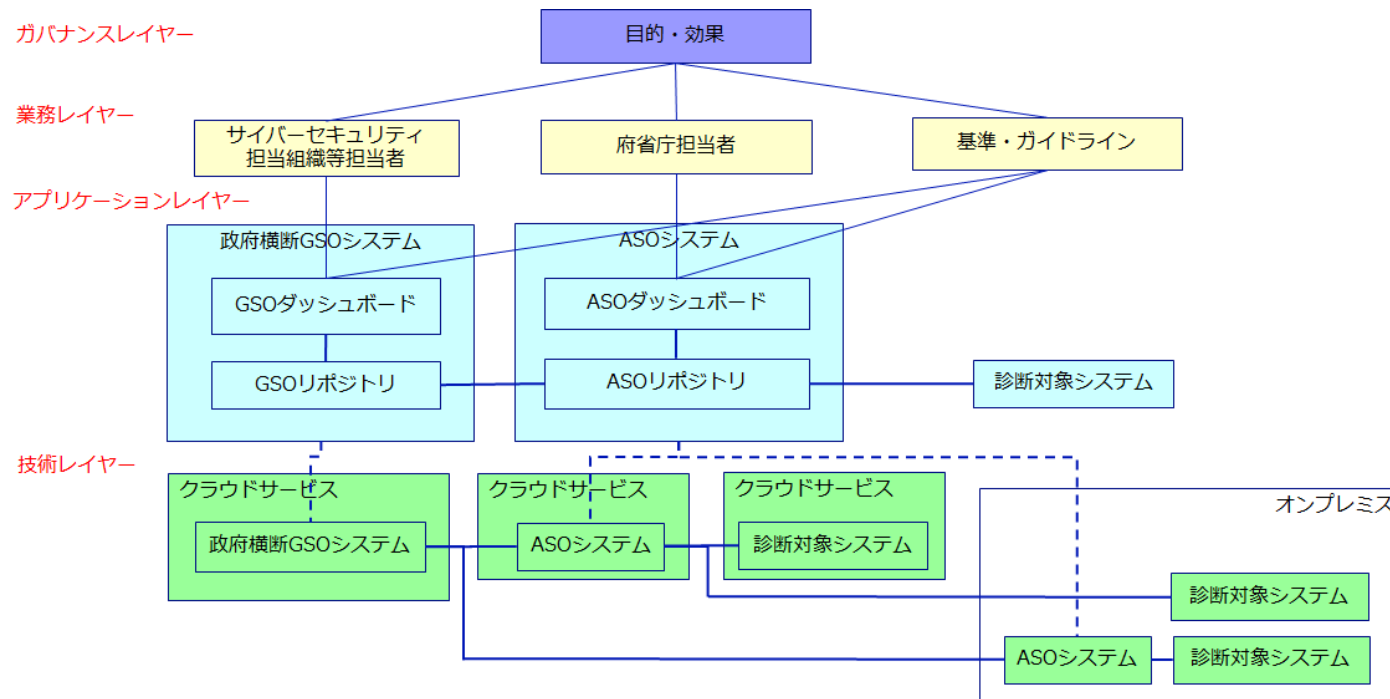 ガバナンスレイヤー
目的・効果
業務レイヤー
サイバーセキュリティ
担当組織等担当者
府省庁担当者
基準・ガイドライン
アプリケーションレイヤー
政府横断GSOシステム
ASOシステム
GSOダッシュボード
ASOダッシュボード
GSOリポジトリ
ASOリポジトリ
診断対象システム
技術レイヤー
クラウドサービス
クラウドサービス
クラウドサービス
オンプレミス
政府横断GSOシステム
ASOシステム
診断対象システム
診断対象システム
ASOシステム
診断対象システム